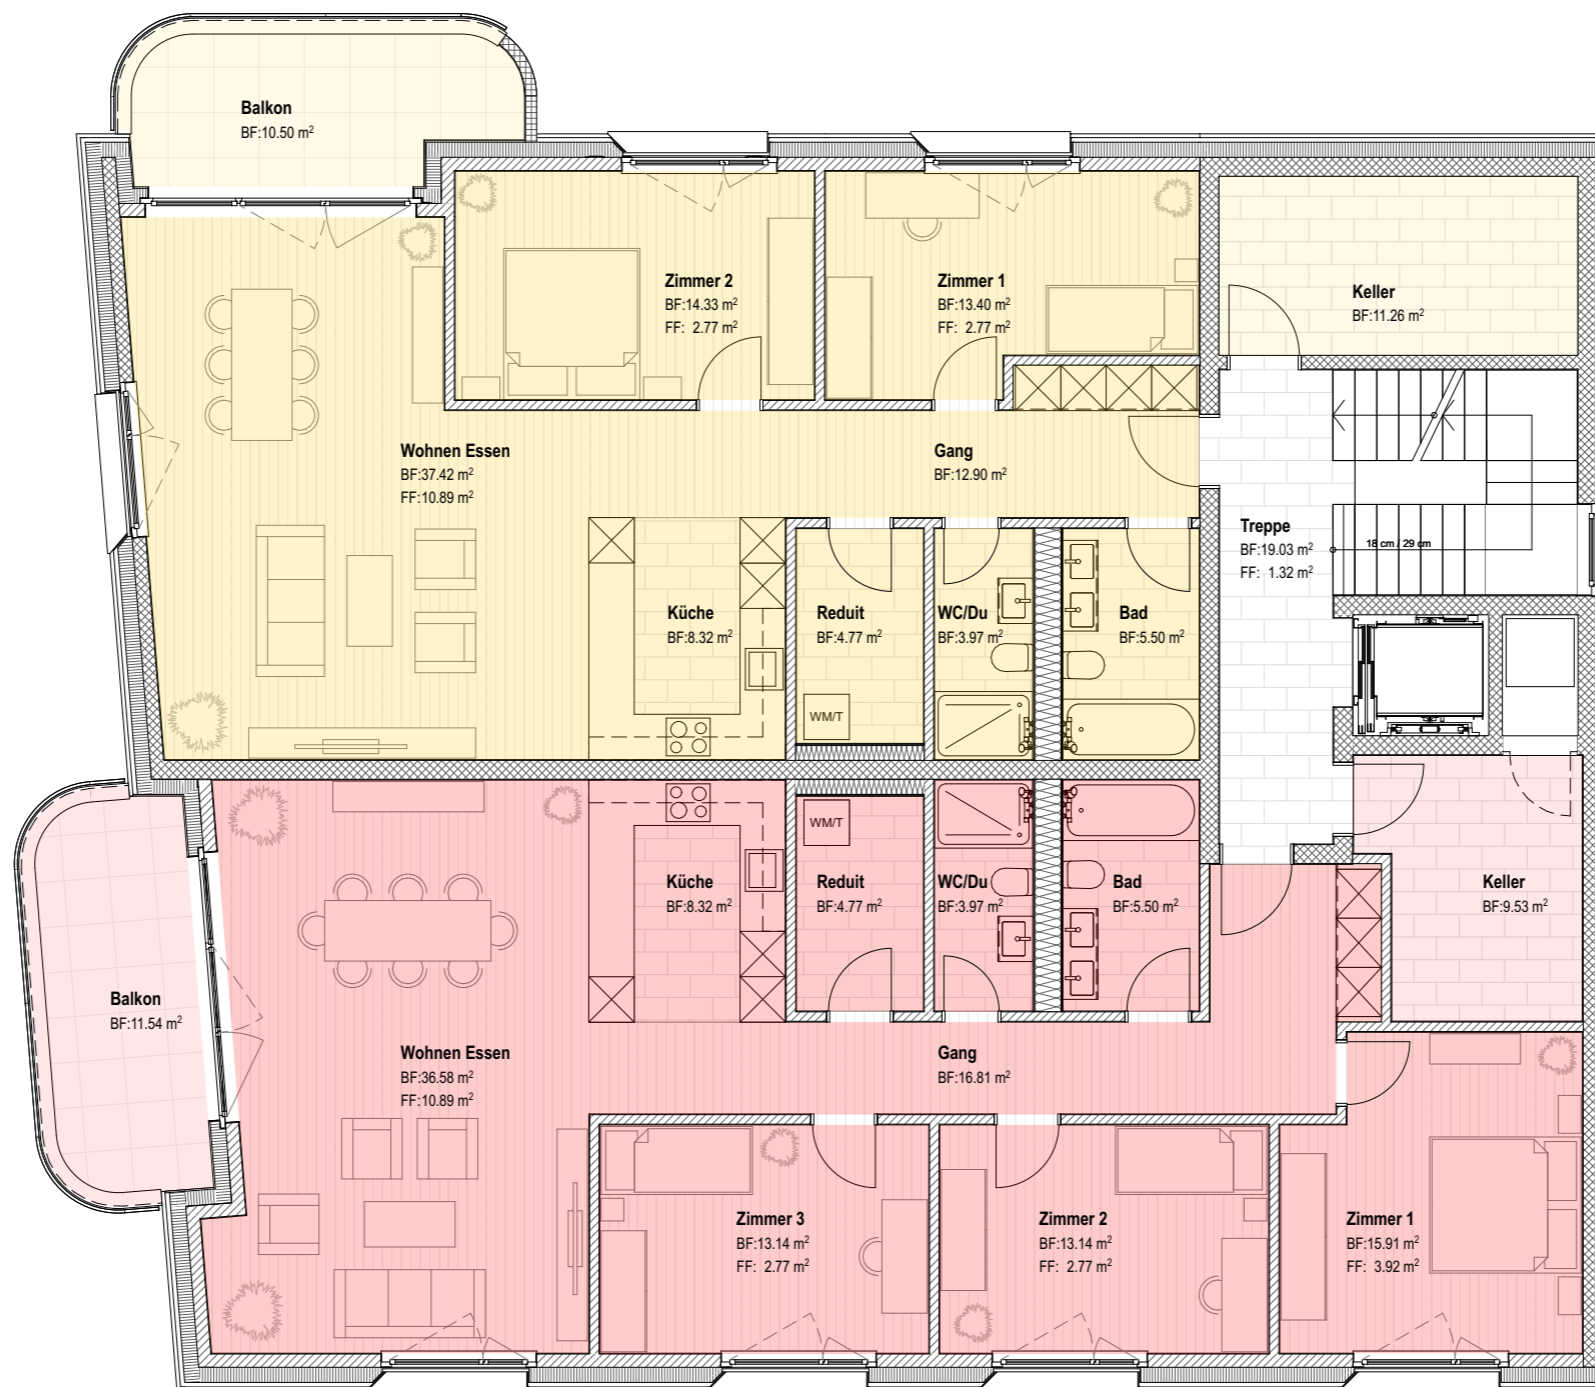 Balkon
BF:10.50 m²
Zimmer 2
BF:14.33 m²
FF: 2.77 m²
Zimmer 1
BF:13.40 m²
FF: 2.77 m²
Keller
BF:11.26 m²
Wohnen Essen
BF:37.42 m²
FF:10.89 m²
Gang
BF:12.90 m²
Treppe
BF:19.03 m²
FF: 1.32 m²
18 cm / 29 cm
Küche
BF:8.32 m²
Reduit
BF:4.77 m²
WC/Du
BF:3.97 m²
Bad
BF:5.50 m²
WM/T
WM/T
Küche
BF:8.32 m²
Reduit
BF:4.77 m²
WC/Du
BF:3.97 m²
Bad
BF:5.50 m²
Keller
BF:9.53 m²
Balkon
BF:11.54 m²
Wohnen Essen
BF:36.58 m²
FF:10.89 m²
Gang
BF:16.81 m²
Zimmer 3
BF:13.14 m²
FF: 2.77 m²
Zimmer 2
BF:13.14 m²
FF: 2.77 m²
Zimmer 1
BF:15.91 m²
FF: 3.92 m²